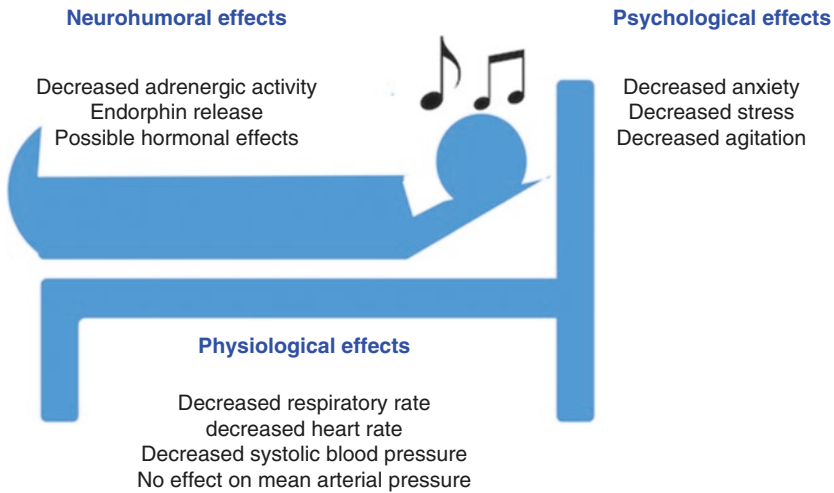 Neurohumoral effects
Decreased adrenergic activity
Endorphin release
Possible hormonal effects
Psychological effects
Decreased anxiety
Decreased stress
Decreased agitation
Physiological effects
Decreased respiratory rate
decreased heart rate
Decreased systolic blood pressure
No effect on mean arterial pressure